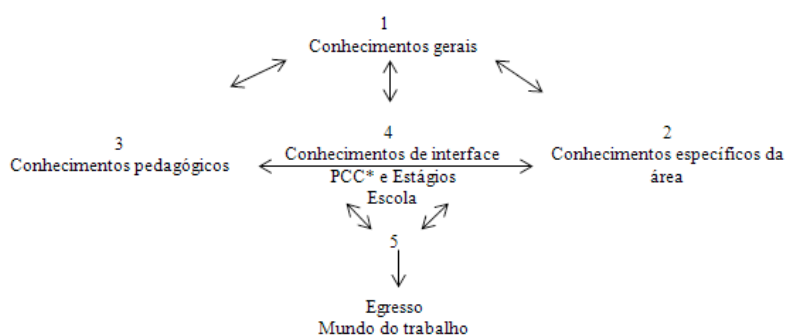 1
Conhecimentos gerais
3
Conhecimentos pedagógicos
4
Conhecimentos de interface
PCC* e Estágios
Escola
2
Conhecimentos específicos da
área
5
Egresso
Mundo do trabalho